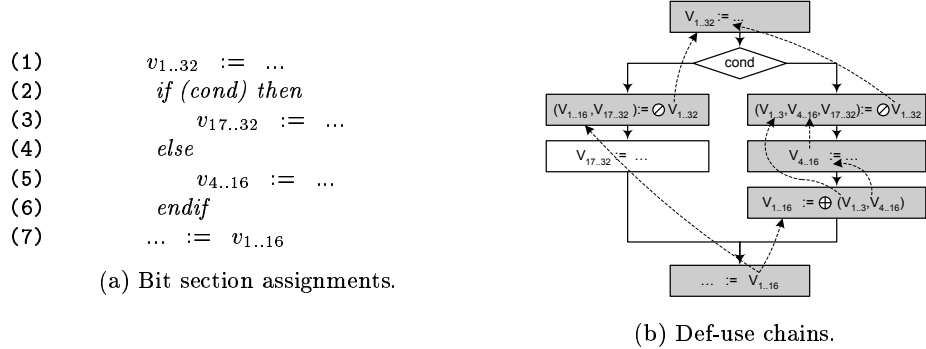 (1) v1..32 := ...
(2) if (cond) then
(3) v17..32 := ...
(4) else
(5) v4..16 := ...
(6) endif
(7) ... := v1..16
(a) Bit section assignments.
V1..32 := ...
cond
(V1..16,V17..32):= ⊘ V1..32
(V1..3,V4..16,V17..32):= ⊘ V1..32
V17..32 := ...
V4..16 := ...
V1..16 := ⊕ (V1..3,V4..16)
... := V1..16
(b) Def-use chains.